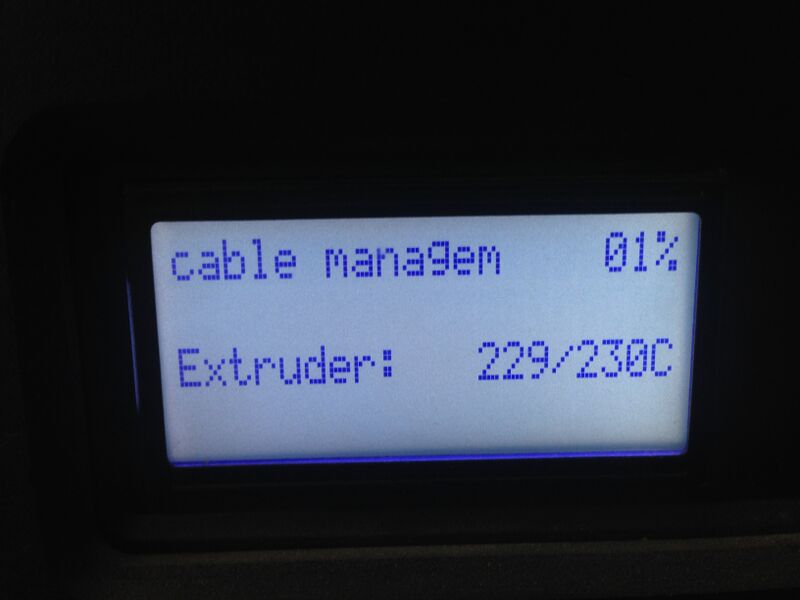 cable managem 01%
Extruder: 229/230C